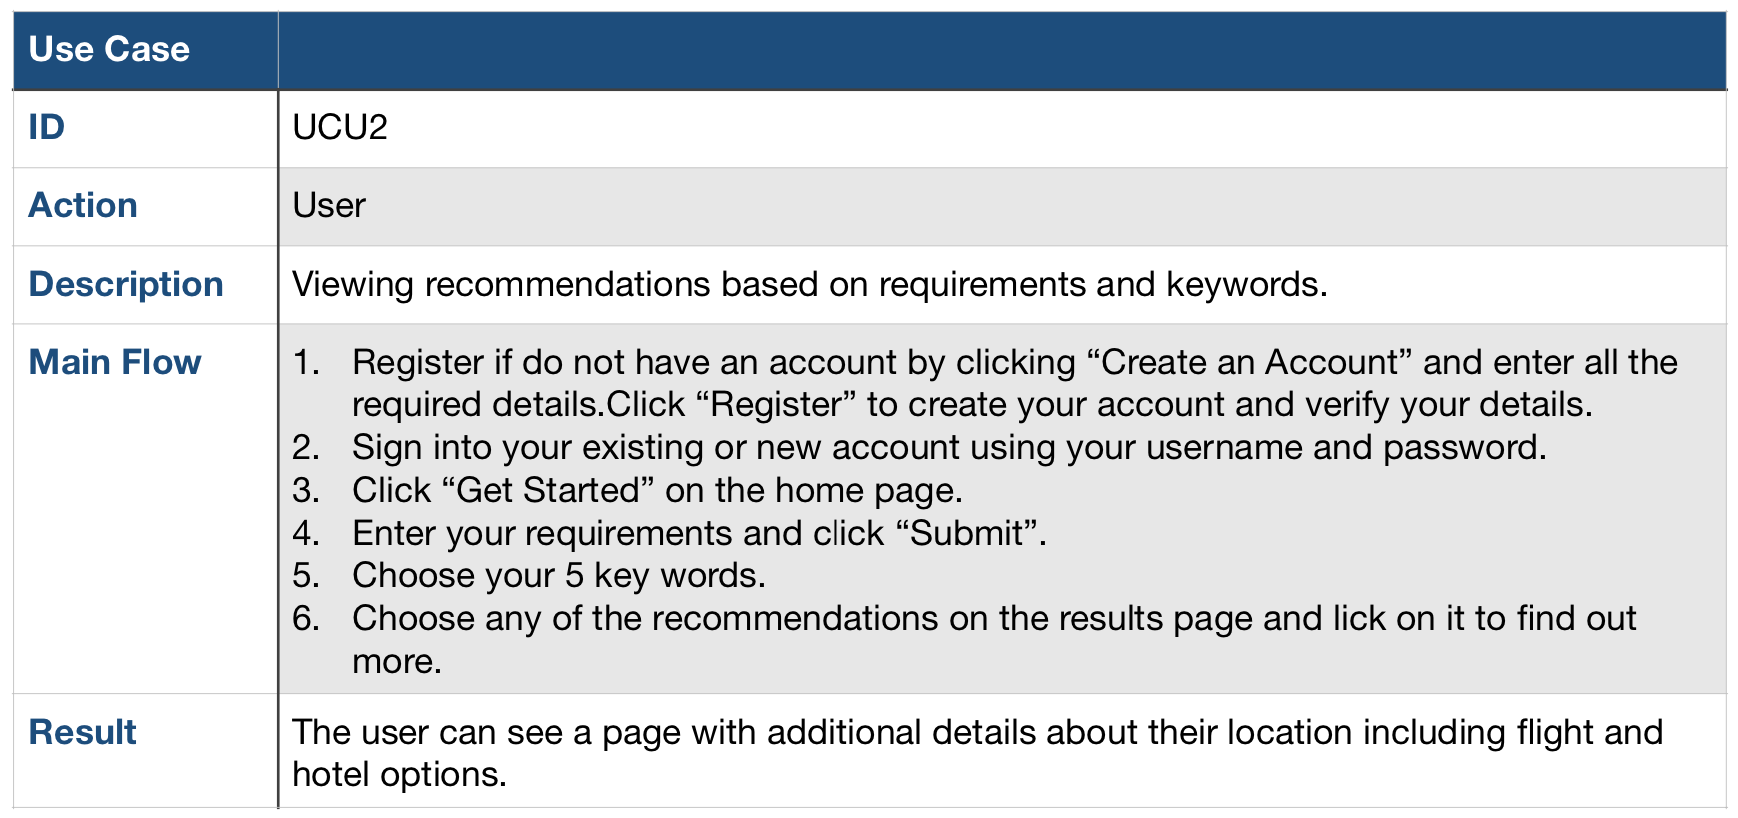 Use Case
ID
UCU2
Action
User
Description
Viewing recommendations based on requirements and keywords.
Main Flow
1. Register if do not have an account by clicking “Create an Account” and enter all the
required details.Click “Register” to create your account and verify your details.
2. Sign into your existing or new account using your username and password.
3. Click “Get Started” on the home page.
4. Enter your requirements and click “Submit”.
5. Choose your 5 key words.
6. Choose any of the recommendations on the results page and lick on it to find out
more.
Result
The user can see a page with additional details about their location including flight and
hotel options.